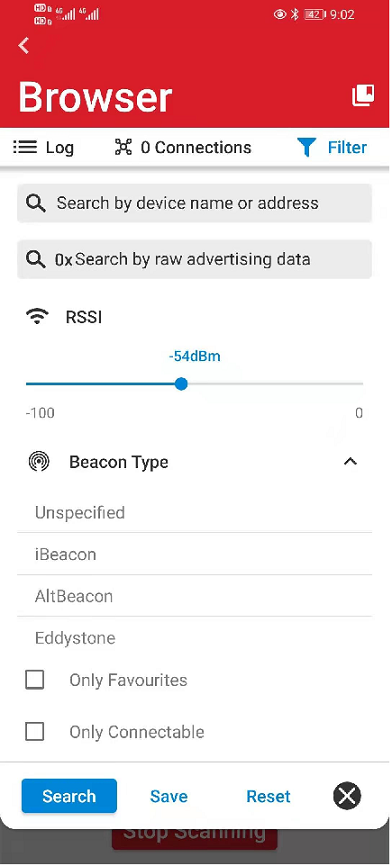 HD 4G 4G 42 9:02
HD
Browser
Log 0 Connections Filter
Search by device name or address
0x Search by raw advertising data
RSSI
-54dBm
-100 0
Beacon Type
Unspecified
iBeacon
AltBeacon
Eddystone
Only Favourites
Only Connectable
Search Save Reset
Stop Scanning